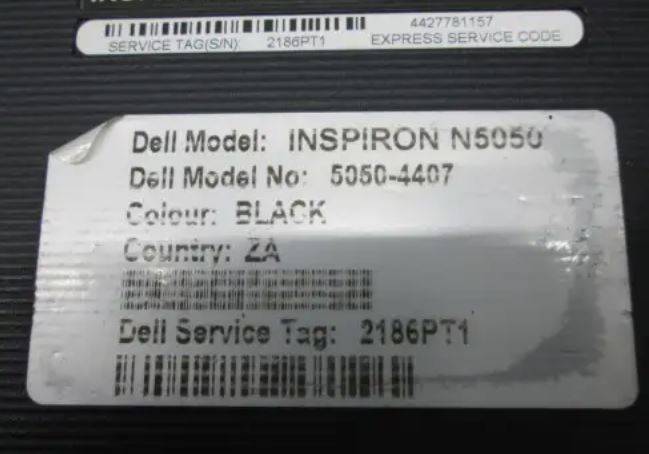 4427781157
SERVICE TAG(S/N): 2186PT1 EXPRESS SERVICE CODE
Dell Model: INSPIRON N5050
Dell Model No: 5050-4407
Colour: BLACK
Country: ZA
Dell Service Tag: 2186PT1